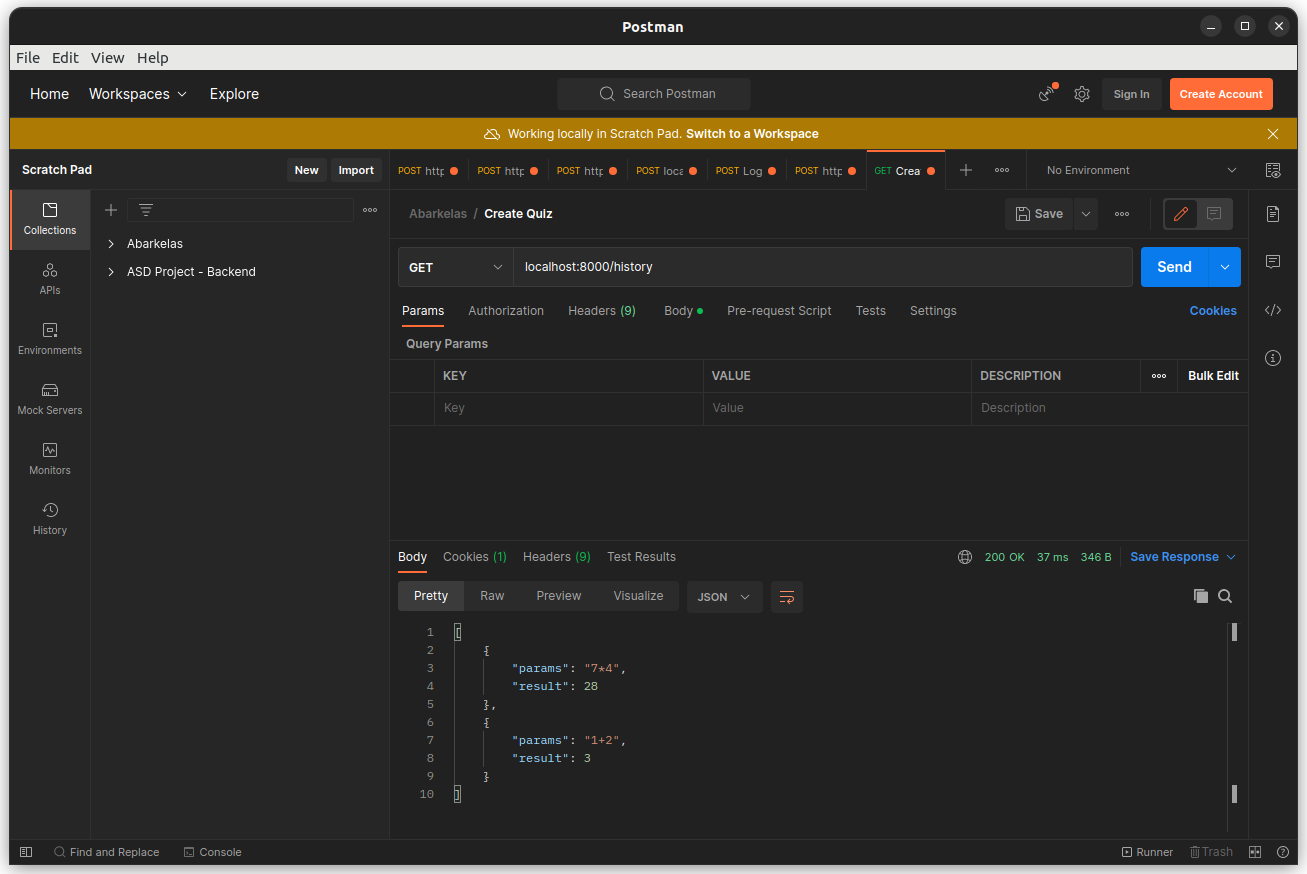 Postman
File Edit View Help
Home Workspaces Explore Search Postman Sign In Create Account
Working locally in Scratch Pad. Switch to a Workspace
Scratch Pad New Import POST http POST http POST http POST loca POST Log POST http GET Crea No Environment
Collections
APIs
Environments
Mock Servers
Monitors
History
Abarkelas
ASD Project - Backend
Abarkelas / Create Quiz Save
GET localhost:8000/history Send
Params Authorization Headers (9) Body Pre-request Script Tests Settings Cookies
Query Params
KEY VALUE DESCRIPTION Bulk Edit
Key Value Description
Body Cookies (1) Headers (9) Test Results 200 OK 37 ms 346 B Save Response
Pretty Raw Preview Visualize JSON
1 [
2 {
3 "params": "7*4",
4 "result": 28
5 },
6 {
7 "params": "1+2",
8 "result": 3
9 }
10 ]
Find and Replace Console Runner Trash